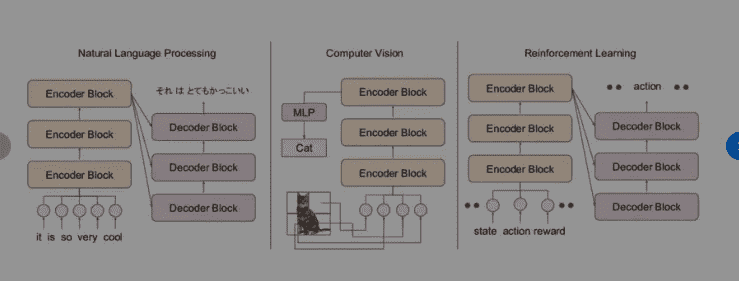 Natural Language Processing
Encoder Block
Encoder Block
Encoder Block
it is so very cool
それ は とてもかっこいい
Decoder Block
Decoder Block
Decoder Block
Computer Vision
Encoder Block
Encoder Block
Encoder Block
MLP
Cat
Reinforcement Learning
Encoder Block
Encoder Block
Encoder Block
state action reward
action
Decoder Block
Decoder Block
Decoder Block